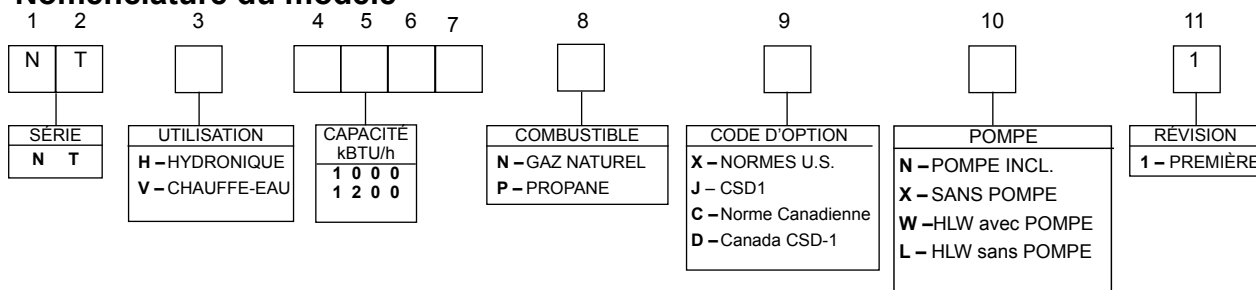 Nomenclature du modèle
1 2 3 4 5 6 7 8 9 10 11
N T 1
SÉRIE
N T
UTILISATION
H – HYDRONIQUE
V – CHAUFFE-EAU
CAPACITÉ
kBTU/h
1 0 0 0
1 2 0 0
COMBUSTIBLE
N – GAZ NATUREL
P – PROPANE
CODE D'OPTION
X – NORMES U.S.
J – CSD1
C – Norme Canadienne
D – Canada CSD-1
POMPE
N – POMPE INCL.
X – SANS POMPE
W – HLW avec POMPE
L – HLW sans POMPE
RÉVISION
1 – PREMIÈRE